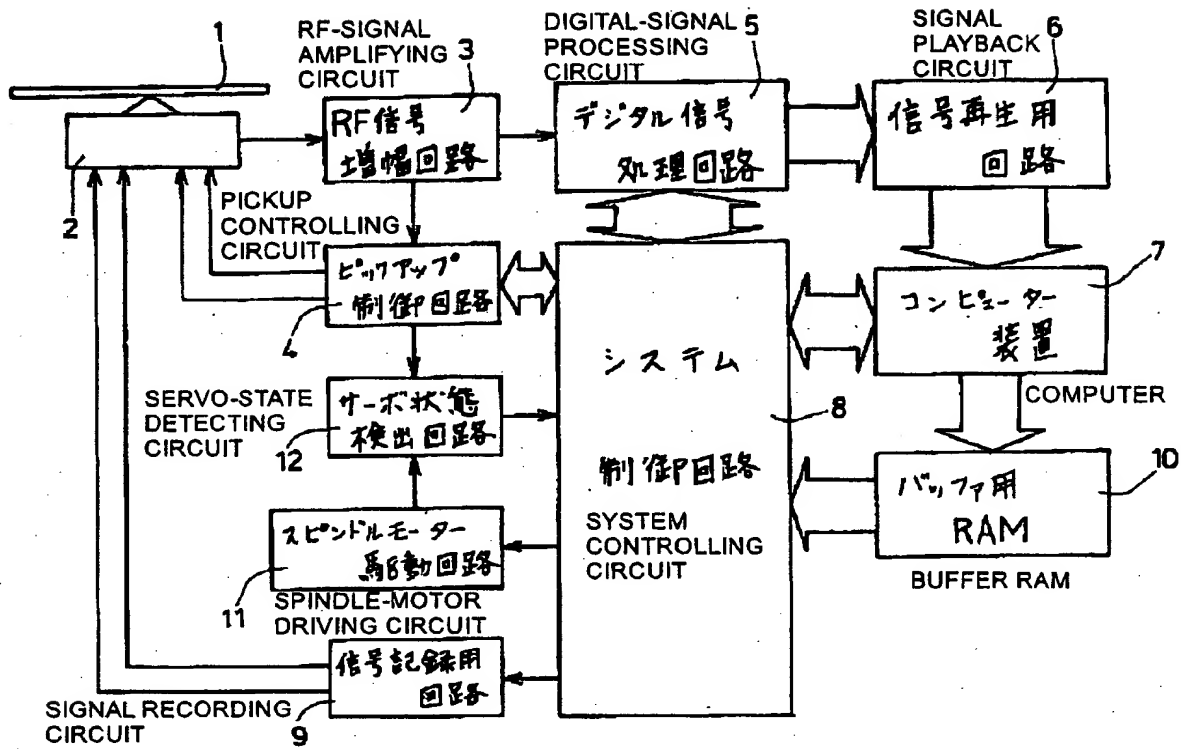 1
RF-SIGNAL
AMPLIFYING
CIRCUIT
3
RF信号
増幅回路
DIGITAL-SIGNAL
PROCESSING
CIRCUIT
5
デジタル信号
処理回路
SIGNAL
PLAYBACK
CIRCUIT
6
信号再生用
回路
2
PICKUP
CONTROLLING
CIRCUIT
ピックアップ
制御回路
4
コンピューター
装置
7
COMPUTER
システム
制御回路
8
SYSTEM
CONTROLLING
CIRCUIT
SERVO-STATE
DETECTING
CIRCUIT
サーボ状態
検出回路
12
バッファ用
RAM
10
BUFFER RAM
スピンドルモーター
駆動回路
11
SPINDLE-MOTOR
DRIVING CIRCUIT
信号記録用
回路
9
SIGNAL RECORDING
CIRCUIT